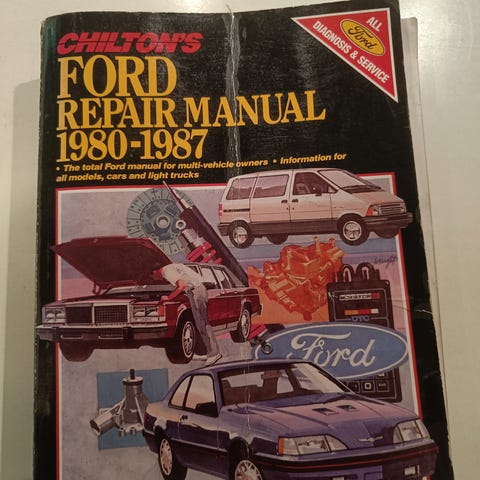 CHILTON'S
FORD
REPAIR MANUAL
1980-1987
• The total Ford manual for multi-vehicle owners • Information for
all models, cars and light trucks
ALL
Ford
DIAGNOSIS & SERVICE
OTC
Ford